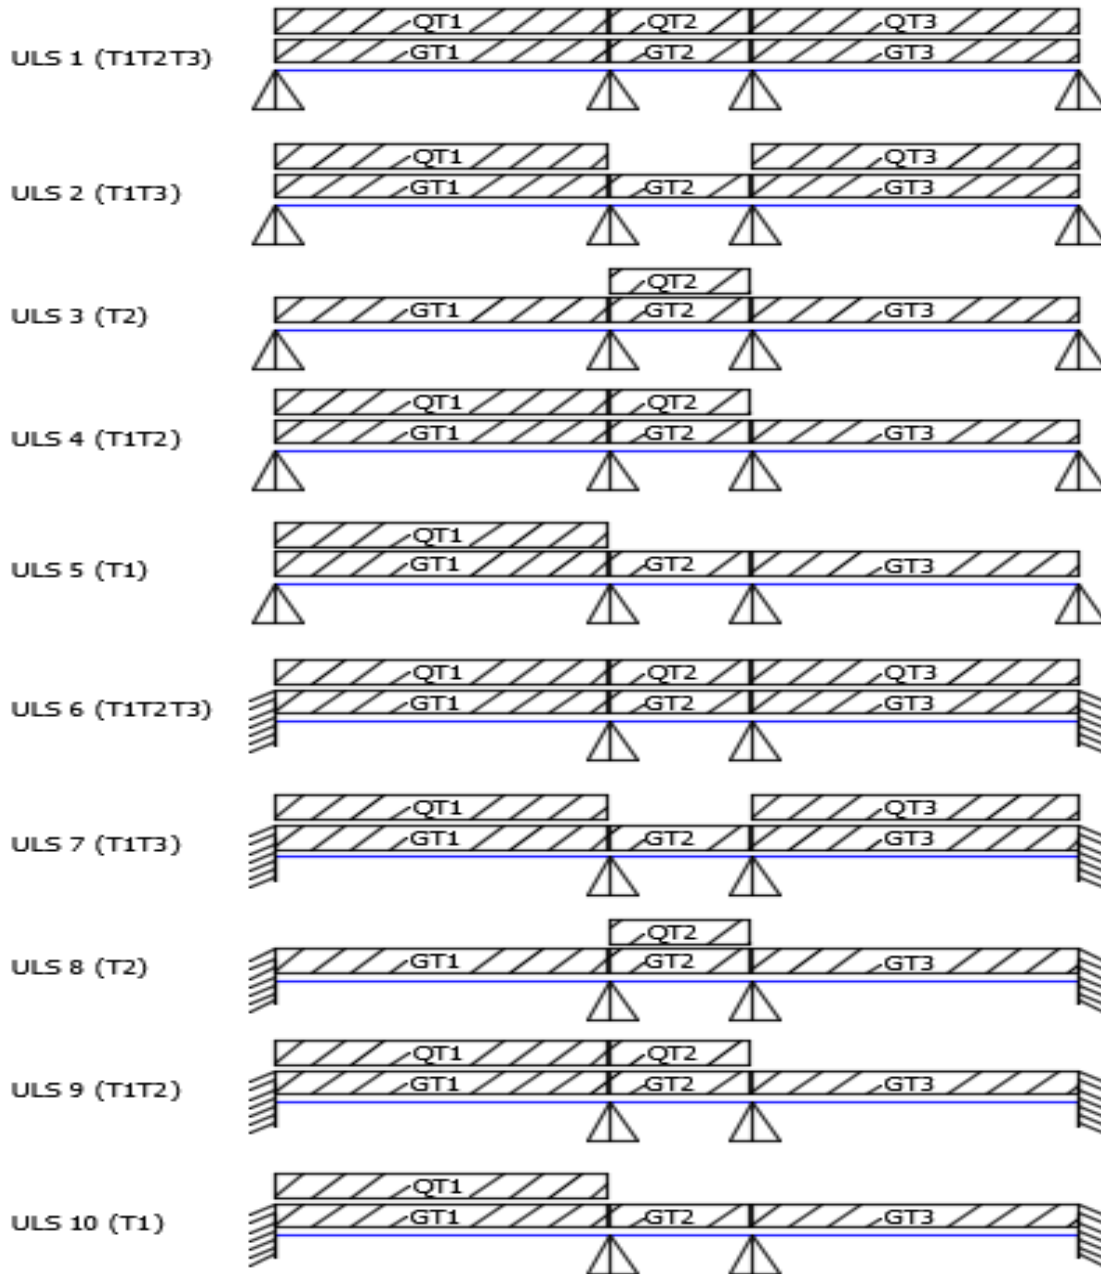 QT1 QT2 QT3
ULS 1 (T1T2T3) GT1 GT2 GT3
QT1 QT3
ULS 2 (T1T3) GT1 GT2 GT3
QT2
ULS 3 (T2) GT1 GT2 GT3
QT1 QT2
ULS 4 (T1T2) GT1 GT2 GT3
QT1
ULS 5 (T1) GT1 GT2 GT3
QT1 QT2 QT3
ULS 6 (T1T2T3) GT1 GT2 GT3
QT1 QT3
ULS 7 (T1T3) GT1 GT2 GT3
QT2
ULS 8 (T2) GT1 GT2 GT3
QT1 QT2
ULS 9 (T1T2) GT1 GT2 GT3
QT1
ULS 10 (T1) GT1 GT2 GT3